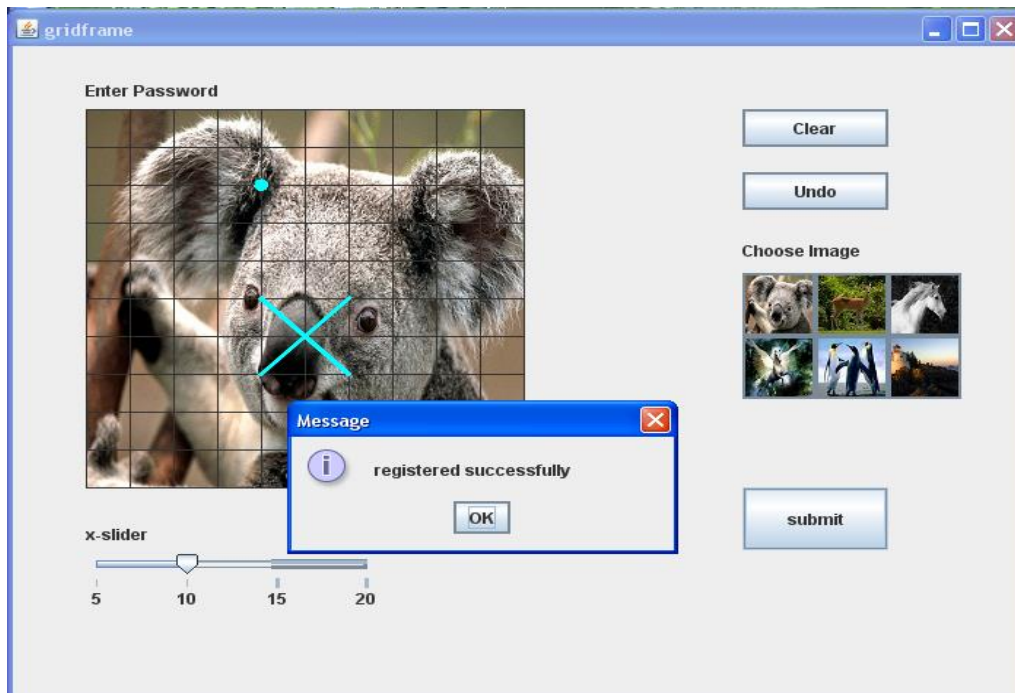 gridframe
Enter Password
Clear
Undo
Choose Image
Message
i
registered successfully
OK
submit
x-slider
5 10 15 20